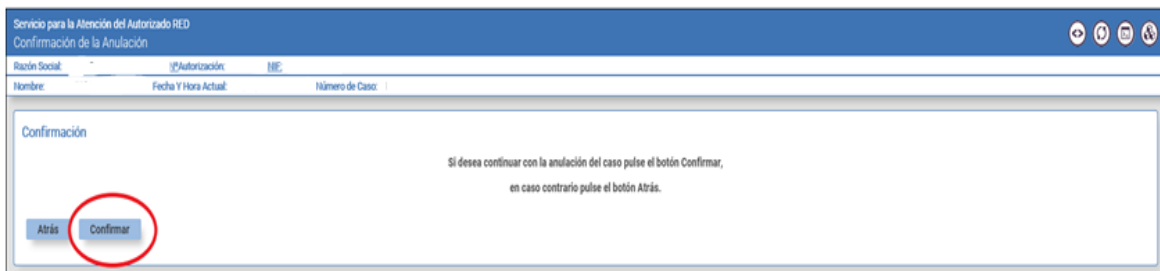 Servicio para la Atención del Autorizado RED
Confirmación de la Anulación
Razón Social: NºAutorización: NIF:
Nombre: Fecha Y Hora Actual: Número de Caso:
Confirmación
Si desea continuar con la anulación del caso pulse el botón Confirmar,
en caso contrario pulse el botón Atrás.
Atrás Confirmar